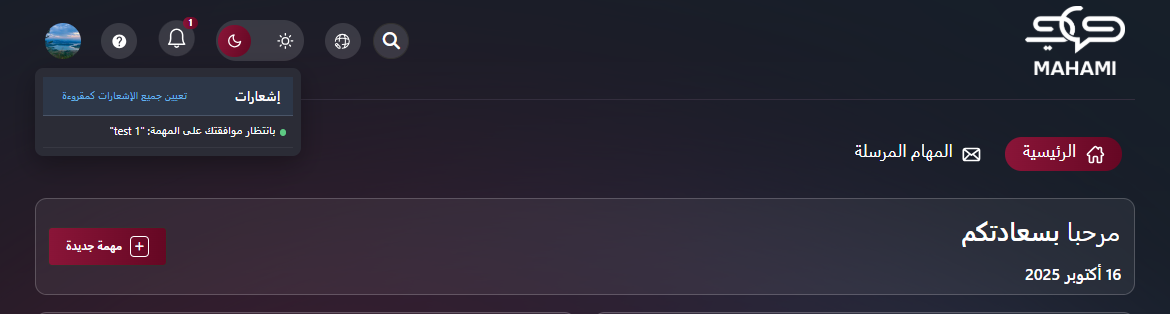 1
MAHAMI
إشعارات
تعيين جميع الإشعارات كمقروءة
بانتظار موافقتك على المهمة: "test 1"
الرئيسية
المهام المرسلة
مرحبا بسعادتكم
16 أكتوبر 2025
مهمة جديدة